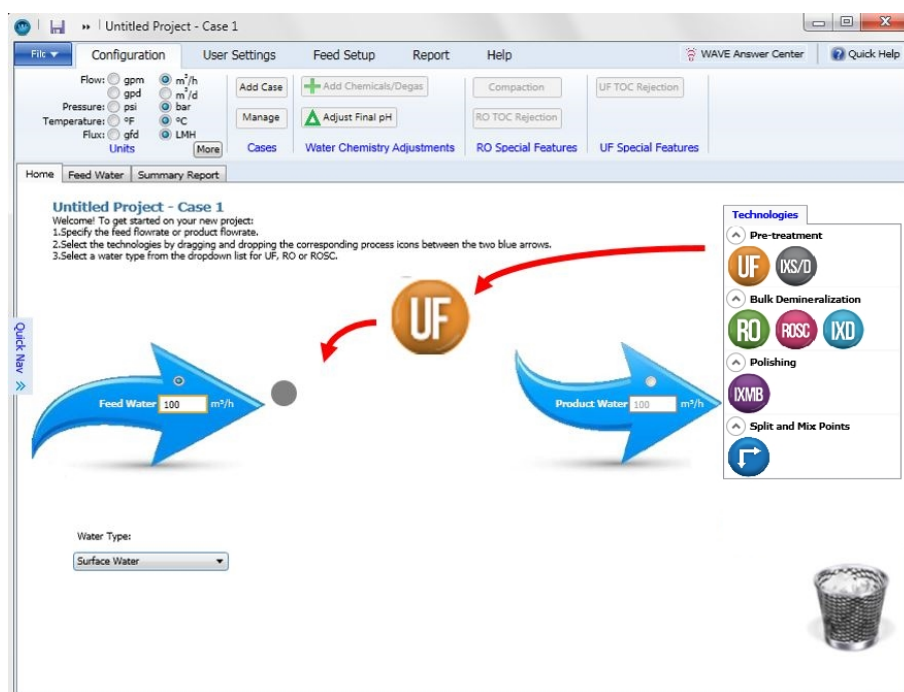 Untitled Project - Case 1
File Configuration User Settings Feed Setup Report Help WAVE Answer Center Quick Help
Flow: gpm m³/h
gpd m³/d
Pressure: psi bar
Temperature: ºF ºC
Flux: gfd LMH
Units More
Add Case
Manage
Cases
Add Chemicals/Degas
Adjust Final pH
Water Chemistry Adjustments
Compaction
RO TOC Rejection
RO Special Features
UF TOC Rejection
UF Special Features
Home Feed Water Summary Report
Untitled Project - Case 1
Welcome! To get started on your new project:
1.Specify the feed flowrate or product flowrate.
2.Select the technologies by dragging and dropping the corresponding process icons between the two blue arrows.
3.Select a water type from the dropdown list for UF, RO or ROSC.
Quick Nav
UF
Feed Water 100 m³/h
Product Water 100 m³/h
Technologies
Pre-treatment
UF IXS/D
Bulk Demineralization
RO ROSC IXD
Polishing
IXMB
Split and Mix Points
Water Type:
Surface Water